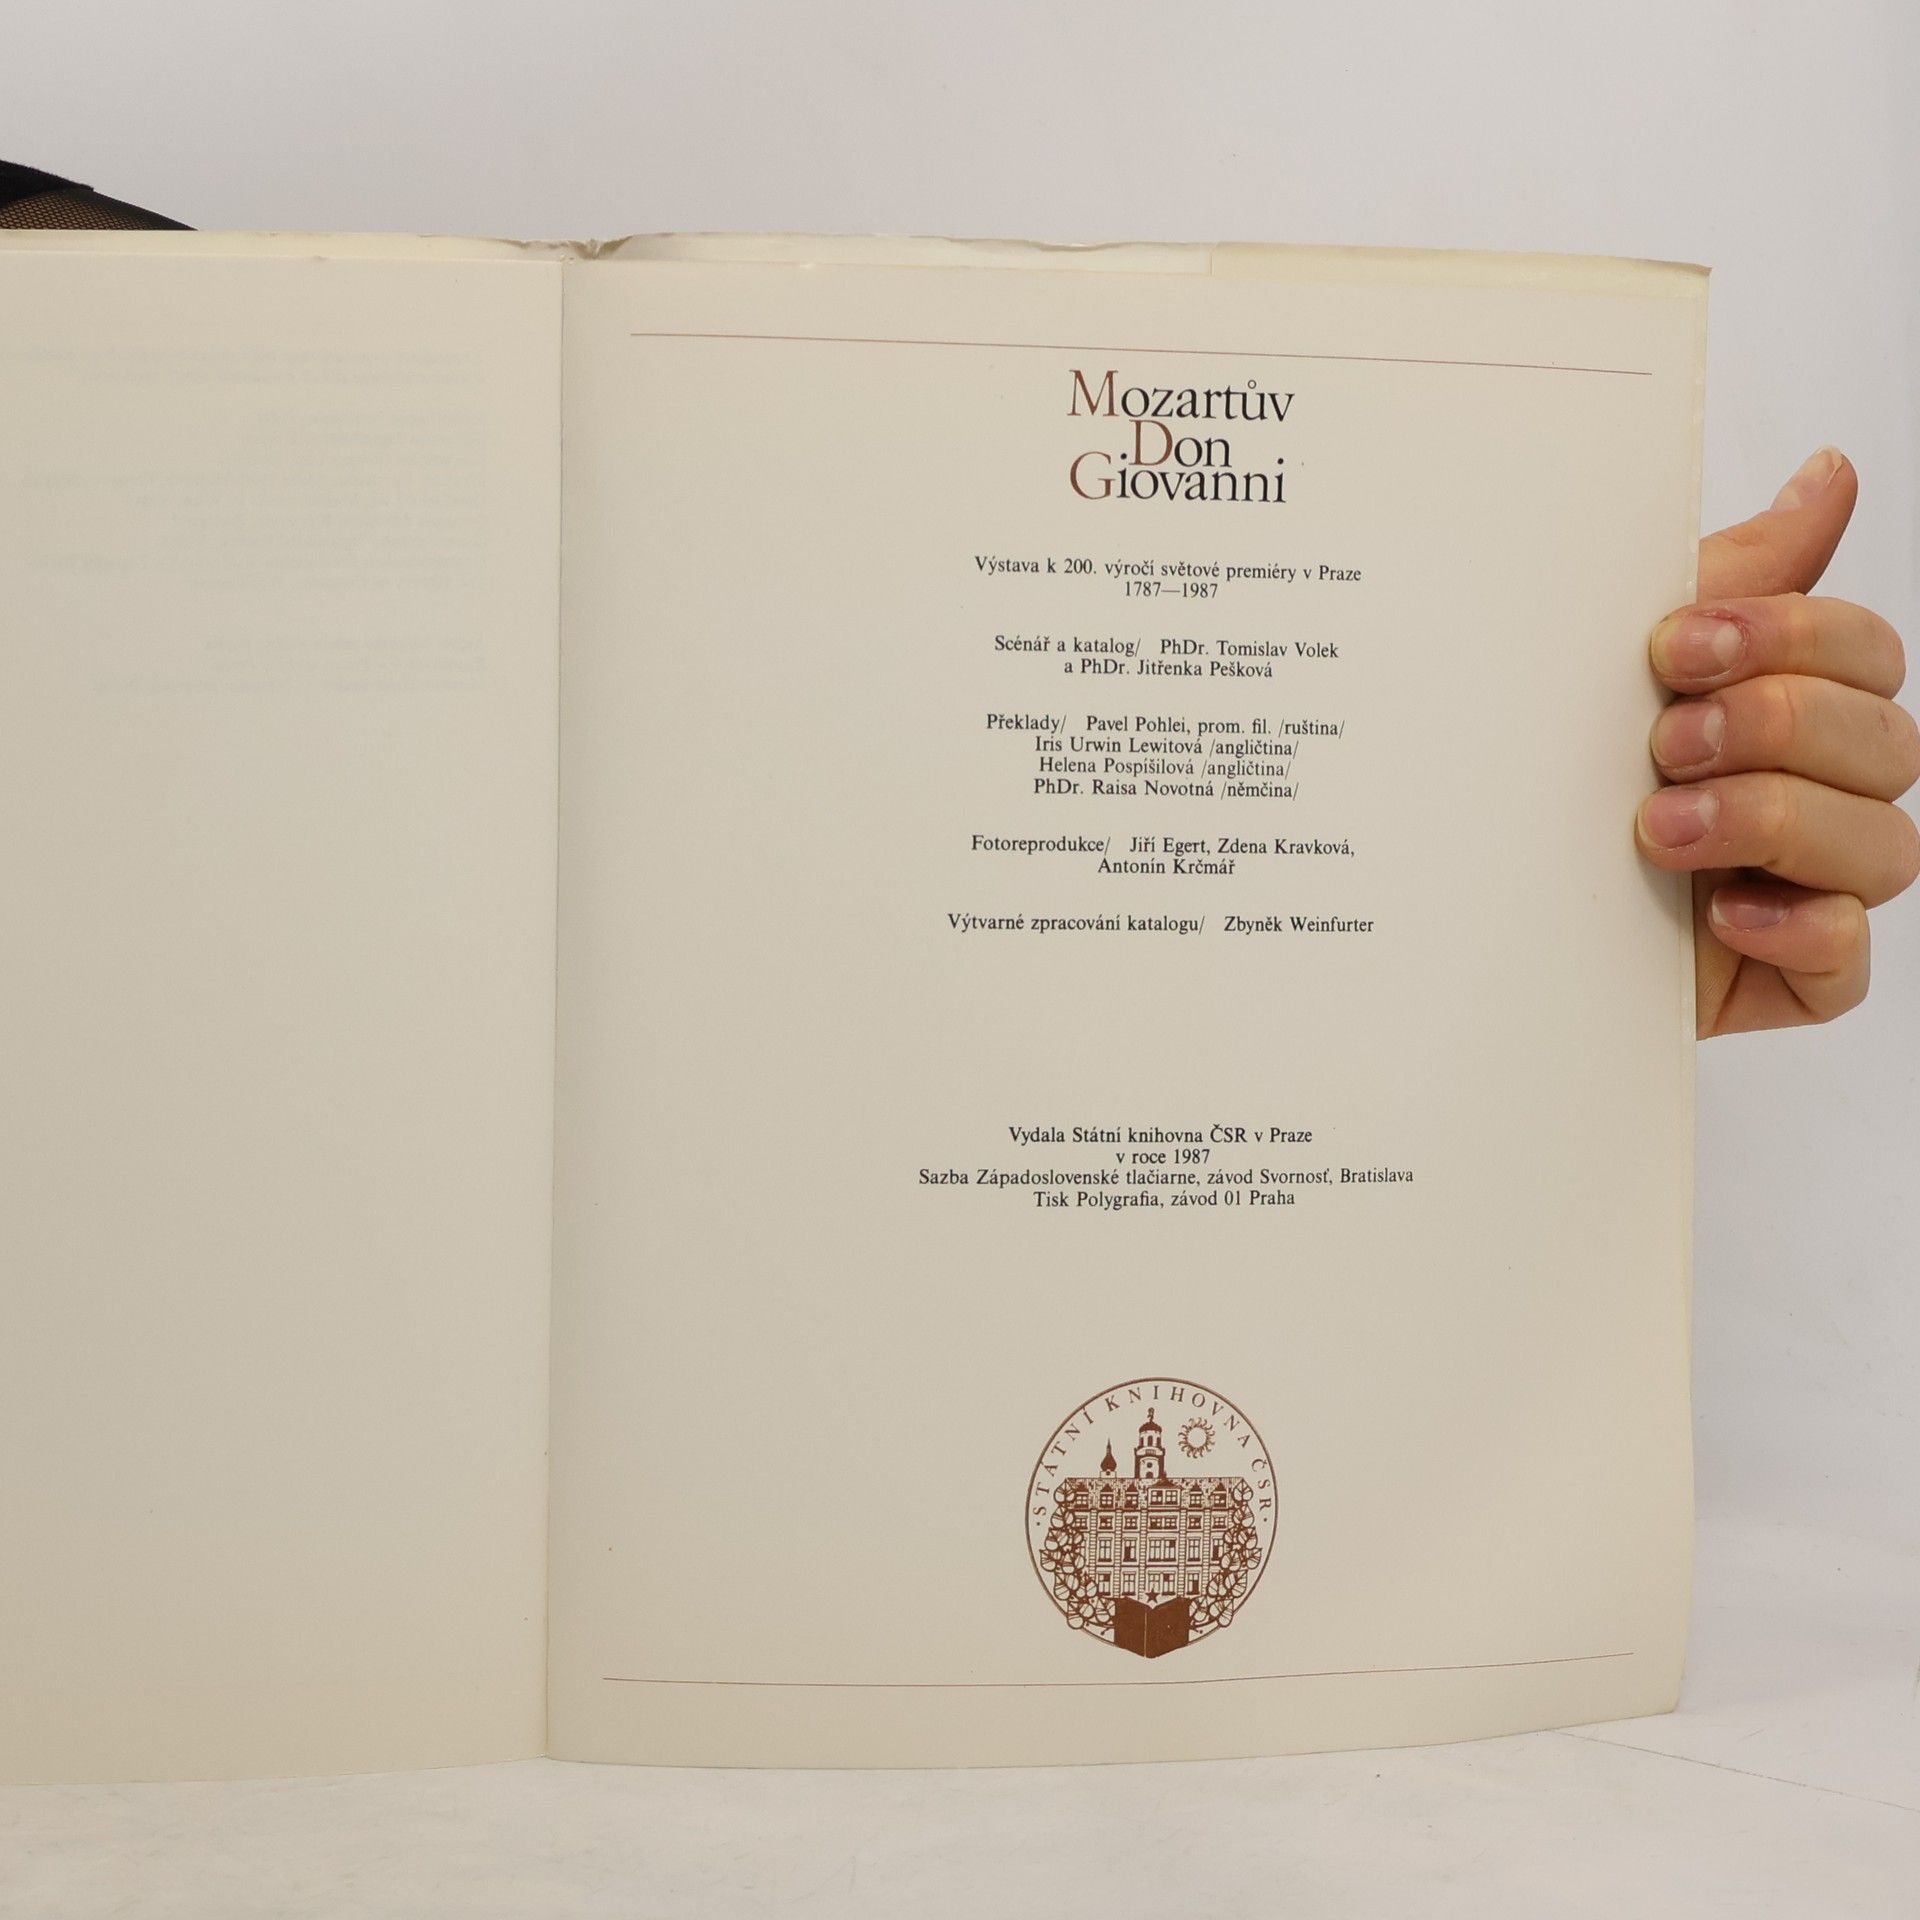 Mozartův
Don
Giovanni
Výstava k 200. výročí světové premiéry v Praze
1787—1987
Scénář a katalog/ PhDr. Tomislav Volek
a PhDr. Jitřenka Pešková
Překlady/ Pavel Pohlei, prom. fil. /ruština/
Iris Urwin Lewitová /angličtina/
Helena Pospíšilová /angličtina/
PhDr. Raisa Novotná /němčina/
Fotoreprodukce/ Jiří Egert, Zdena Kravková,
Antonín Krčmář
Výtvarné zpracování katalogu/ Zbyněk Weinfurter
Vydala Státní knihovna ČSR v Praze
v roce 1987
Sazba Západoslovenské tlačiarne, závod Svornosť, Bratislava
Tisk Polygrafia, závod 01 Praha
· STÁTNÍ KNIHOVNA ČSR ·